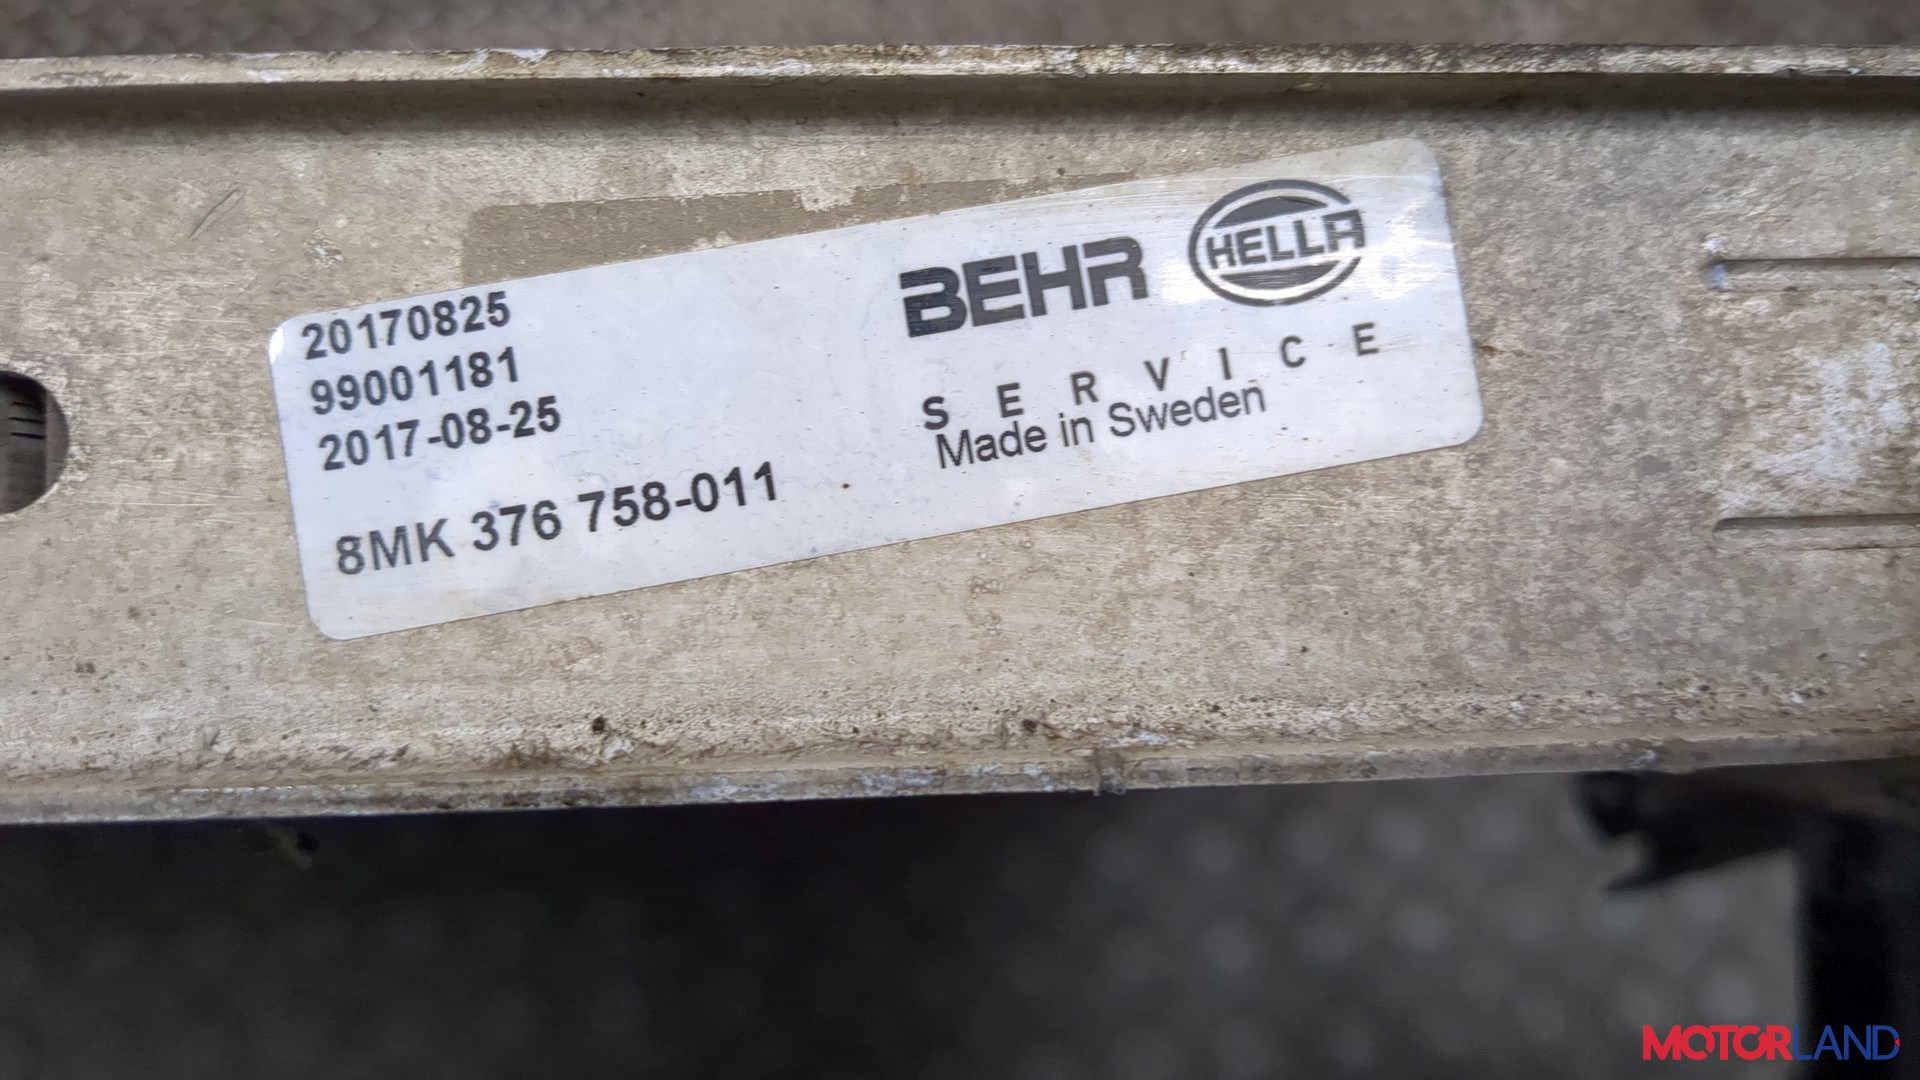 20170825
99001181
2017-08-25
8MK 376 758-011
BEHR HELLA
SERVICE
Made in Sweden
MOTORLAND